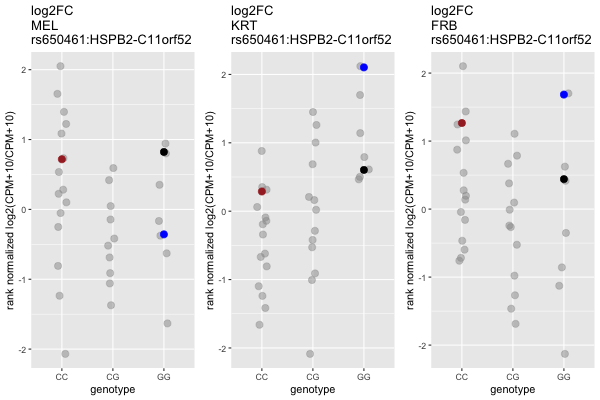 log2FC
MEL
rs650461:HSPB2-C11orf52
rank normalized log2(CPM+10/CPM+10)
2
1
0
-1
-2
CC
CG
GG
genotype
log2FC
KRT
rs650461:HSPB2-C11orf52
rank normalized log2(CPM+10/CPM+10)
2
1
0
-1
-2
CC
CG
GG
genotype
log2FC
FRB
rs650461:HSPB2-C11orf52
rank normalized log2(CPM+10/CPM+10)
2
1
0
-1
-2
CC
CG
GG
genotype